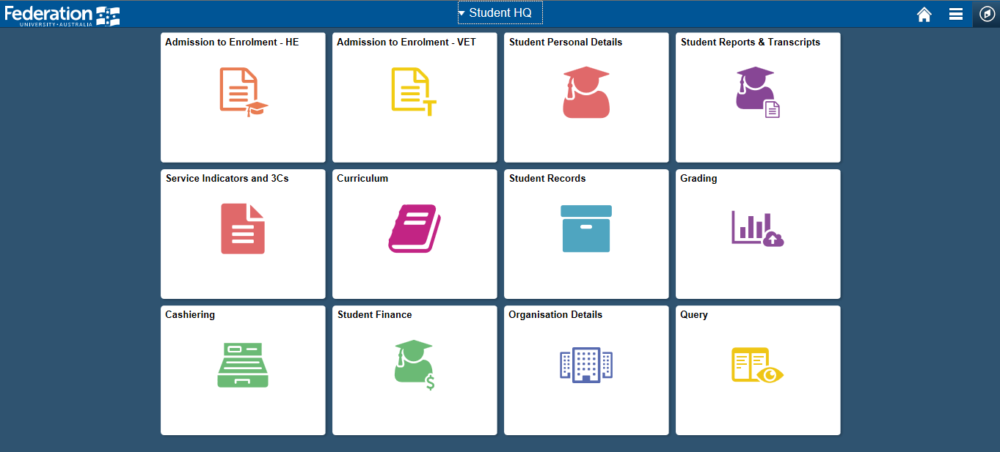 Federation
UNIVERSITY • AUSTRALIA
Student HQ
Admission to Enrolment - HE
Admission to Enrolment - VET
Student Personal Details
Student Reports & Transcripts
T
Service Indicators and 3Cs
Curriculum
Student Records
Grading
Cashiering
Student Finance
Organisation Details
Query
$